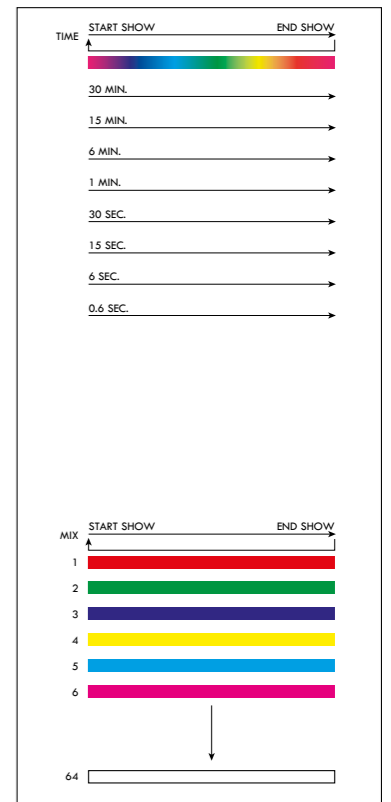 START SHOW END SHOW
TIME
30 MIN.
15 MIN.
6 MIN.
1 MIN.
30 SEC.
15 SEC.
6 SEC.
0.6 SEC.
START SHOW END SHOW
MIX
1
2
3
4
5
6
64